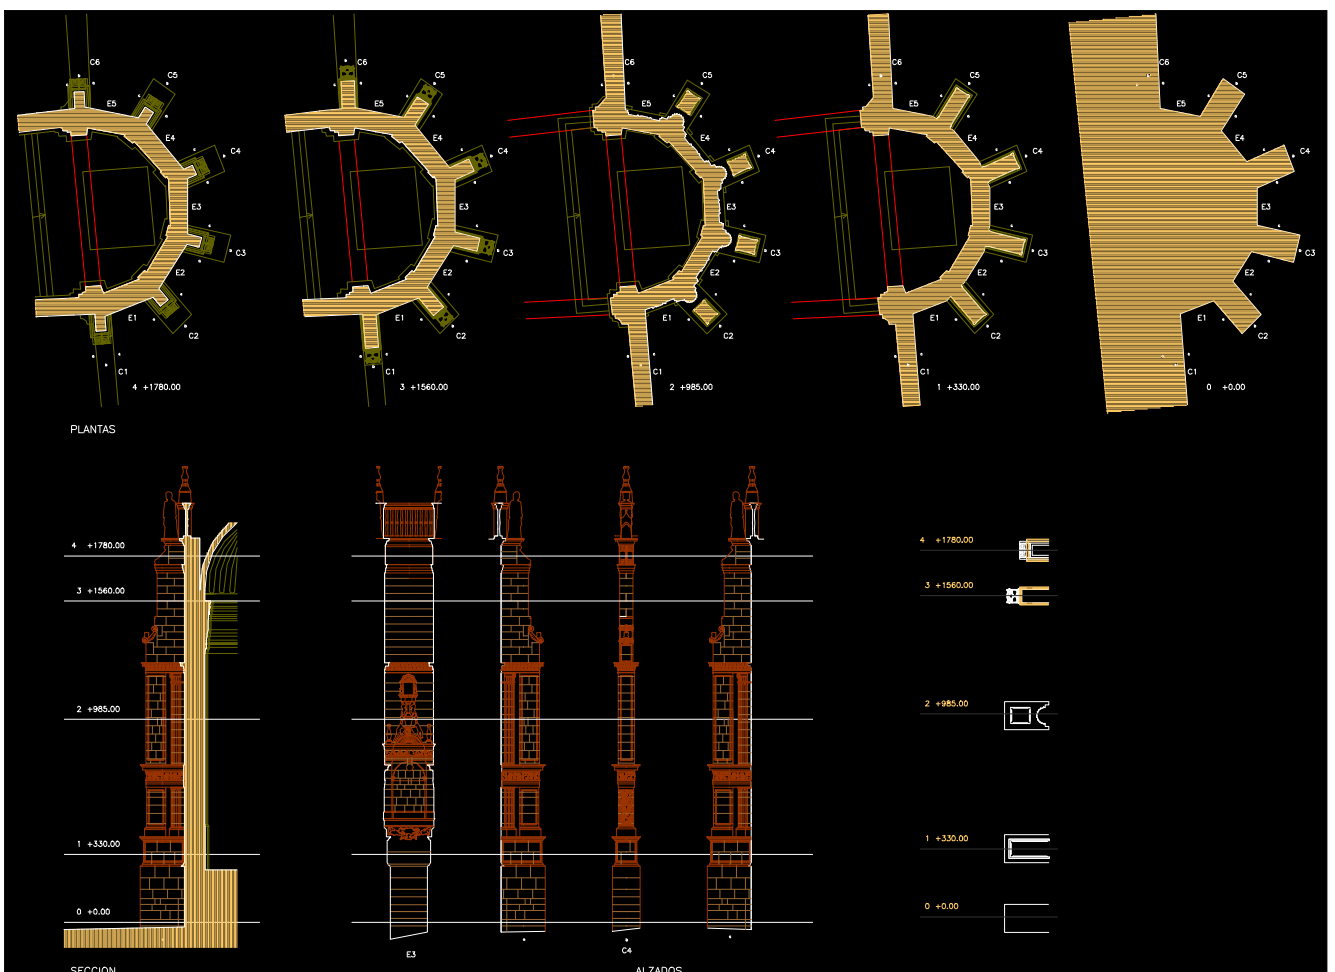 C6
C5
E5
E4
C4
E3
C3
E2
E1
C2
C1
4 +1780.00
C6
C5
E5
E4
C4
E3
C3
E2
E1
C2
C1
3 +1560.00
C6
C5
E5
E4
C4
E3
C3
E2
E1
C2
C1
2 +985.00
C6
C5
E5
E4
C4
E3
C3
E2
E1
C2
C1
1 +330.00
C6
C5
E5
E4
C4
E3
C3
E2
E1
C2
C1
0 +0.00
PLANTAS
4 +1780.00
3 +1560.00
2 +985.00
1 +330.00
0 +0.00
SECCION
E3
C4
ALZADOS
4 +1780.00
3 +1560.00
2 +985.00
1 +330.00
0 +0.00